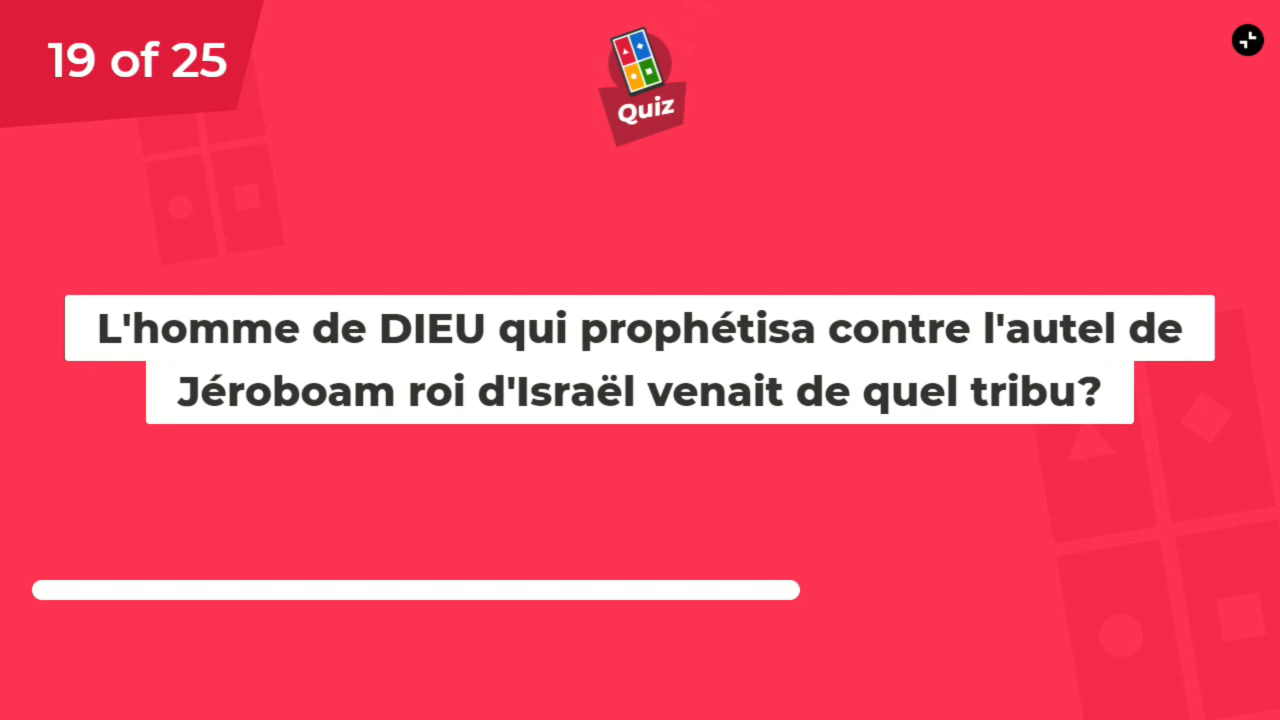 19 of 25
Quiz
L'homme de DIEU qui prophétisa contre l'autel de
Jéroboam roi d'Israël venait de quel tribu?